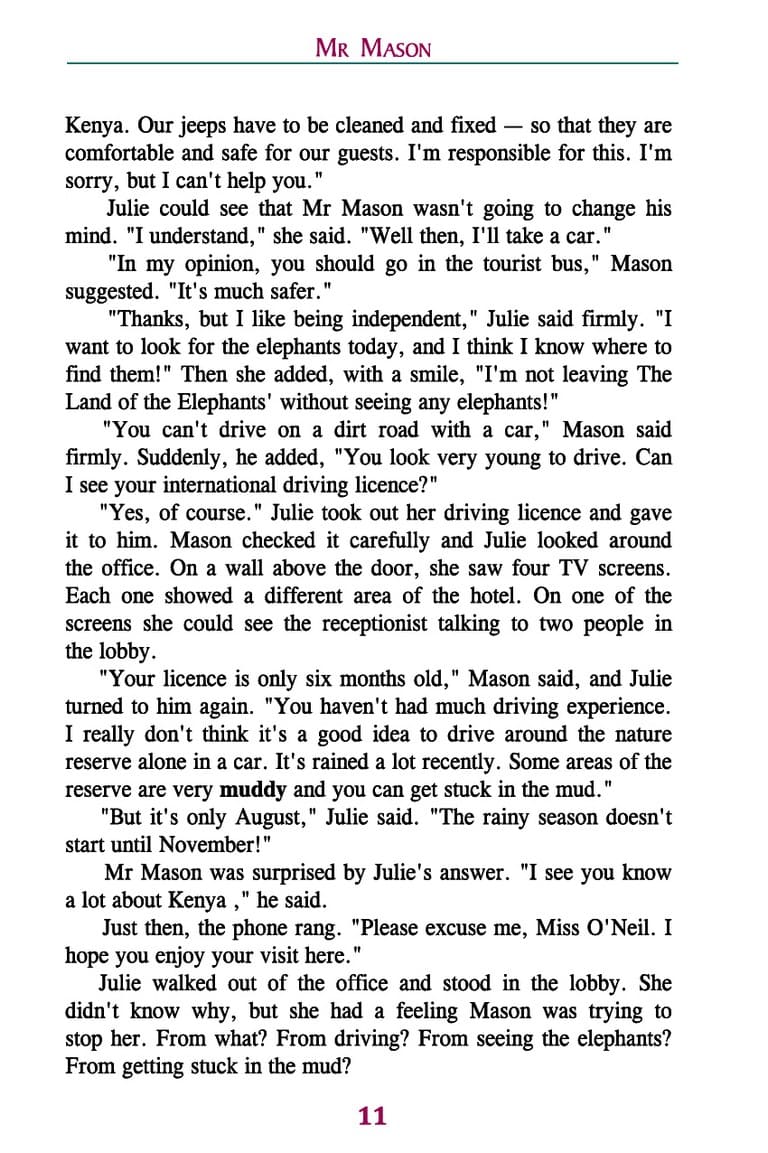 MR MASON
Kenya. Our jeeps have to be cleaned and fixed — so that they are
comfortable and safe for our guests. I'm responsible for this. I'm
sorry, but I can't help you."
Julie could see that Mr Mason wasn't going to change his
mind. "I understand," she said. "Well then, I'll take a car."
"In my opinion, you should go in the tourist bus," Mason
suggested. "It's much safer."
"Thanks, but I like being independent," Julie said firmly. "I
want to look for the elephants today, and I think I know where to
find them!" Then she added, with a smile, "I'm not leaving The
Land of the Elephants' without seeing any elephants!"
"You can't drive on a dirt road with a car," Mason said
firmly. Suddenly, he added, "You look very young to drive. Can
I see your international driving licence?"
"Yes, of course." Julie took out her driving licence and gave
it to him. Mason checked it carefully and Julie looked around
the office. On a wall above the door, she saw four TV screens.
Each one showed a different area of the hotel. On one of the
screens she could see the receptionist talking to two people in
the lobby.
"Your licence is only six months old," Mason said, and Julie
turned to him again. "You haven't had much driving experience.
I really don't think it's a good idea to drive around the nature
reserve alone in a car. It's rained a lot recently. Some areas of the
reserve are very muddy and you can get stuck in the mud."
"But it's only August," Julie said. "The rainy season doesn't
start until November!"
Mr Mason was surprised by Julie's answer. "I see you know
a lot about Kenya ," he said.
Just then, the phone rang. "Please excuse me, Miss O'Neil. I
hope you enjoy your visit here."
Julie walked out of the office and stood in the lobby. She
didn't know why, but she had a feeling Mason was trying to
stop her. From what? From driving? From seeing the elephants?
From getting stuck in the mud?
11